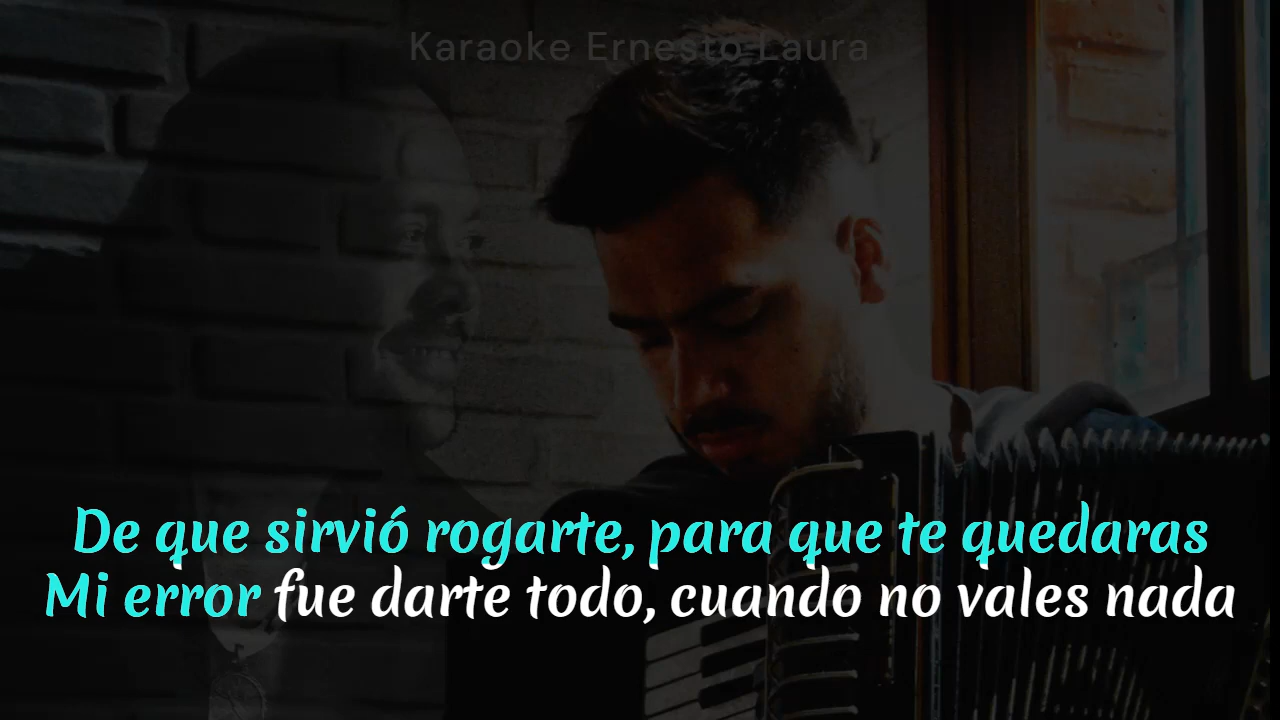 Karaoke Ernesto Laura
De que sirvió rogarte, para que te quedaras
Mi error fue darte todo, cuando no vales nada